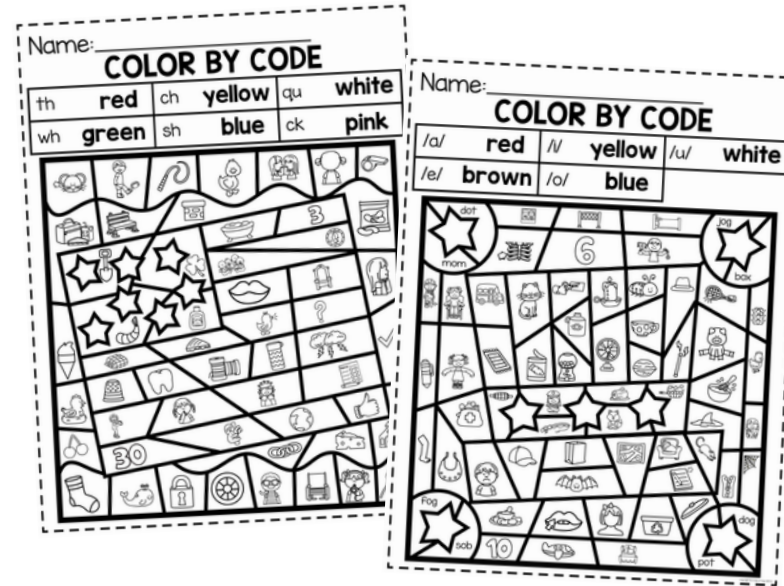 Name:
COLOR BY CODE
th red ch yellow qu white
wh green sh blue ck pink
3
?
30
Name:
COLOR BY CODE
/a/ red /i/ yellow /u/ white
/e/ brown /o/ blue
dot
mom
6
jog
box
Fog
sob
10
dog
pot